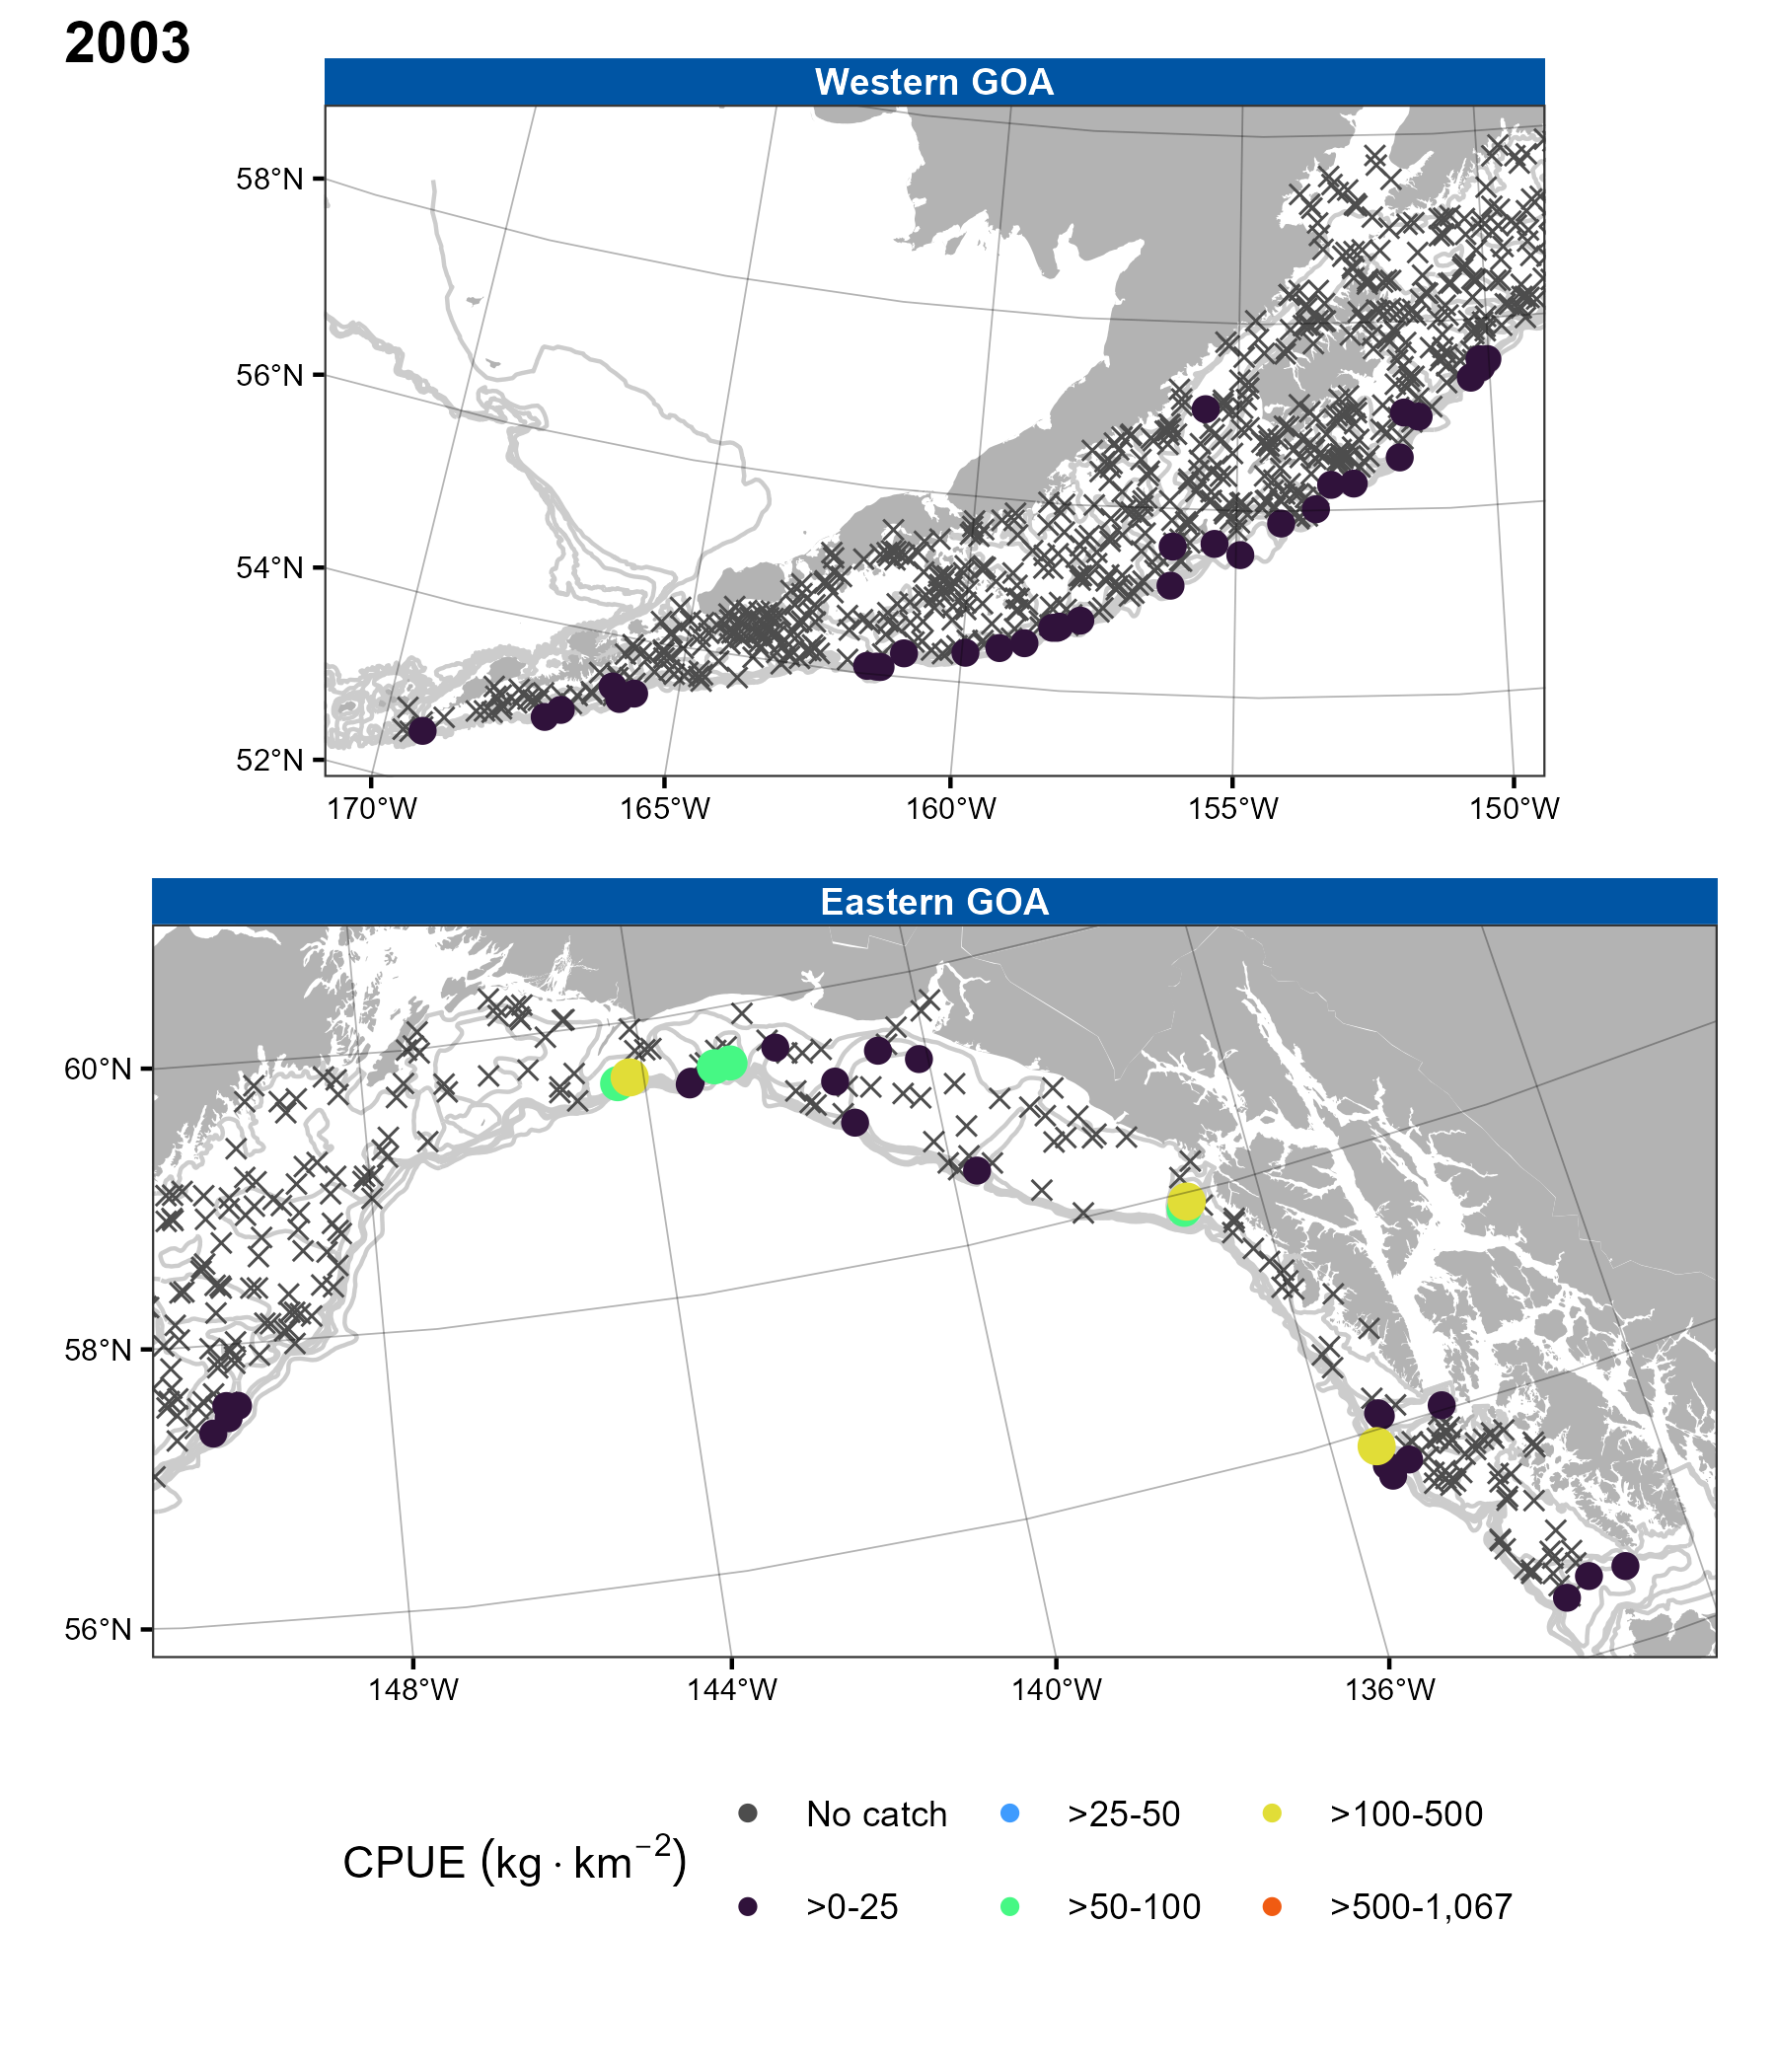 2003
Western GOA
58°N
56°N
54°N
52°N
170°W 165°W 160°W 155°W 150°W
Eastern GOA
60°N
58°N
56°N
148°W 144°W 140°W 136°W
CPUE (kg · km⁻²)
No catch >25-50 >100-500
>0-25 >50-100 >500-1,067